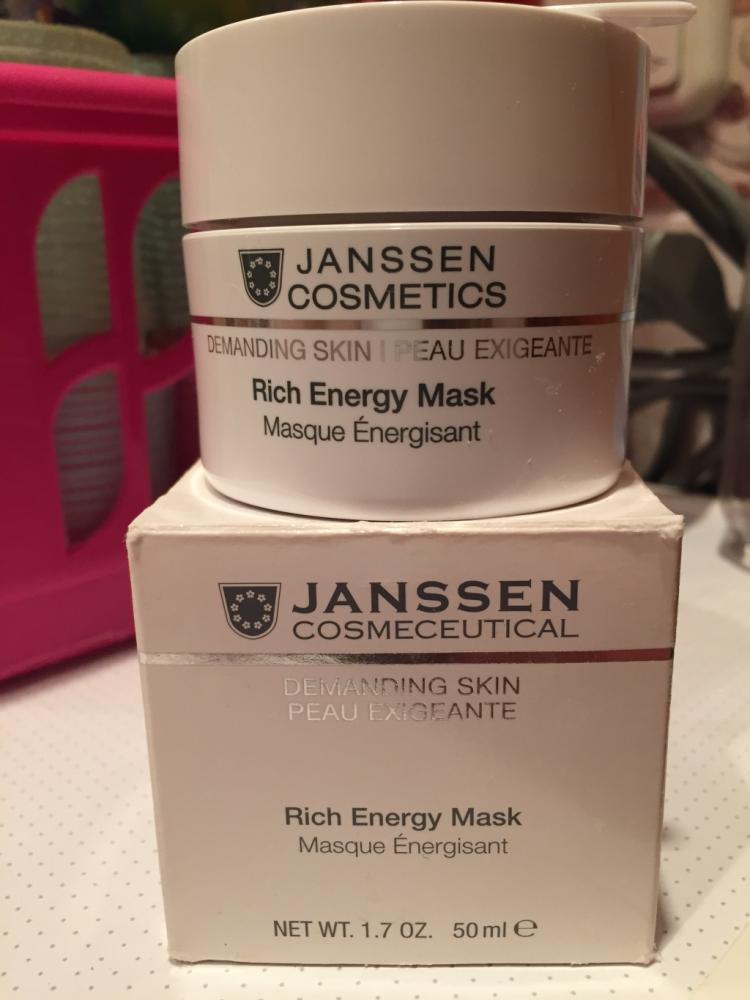 JANSSEN
COSMETICS
DEMANDING SKIN | PEAU EXIGEANTE
Rich Energy Mask
Masque Énergisant
JANSSEN
COSMECEUTICAL
DEMANDING SKIN
PEAU EXIGEANTE
Rich Energy Mask
Masque Énergisant
NET WT. 1.7 OZ. 50 ml ℮